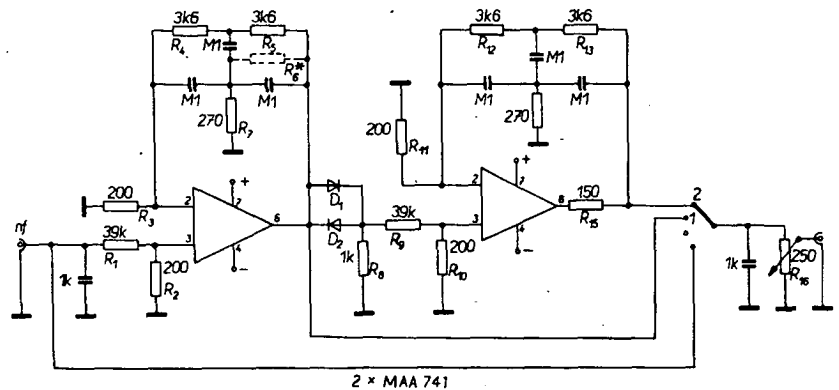 3k6
R4
3k6
R5
M1
R6*
M1
M1
270
R7
200
R3
2
+
7
6
3
4
-
nf
39k
R1
1k
200
R2
D1
D2
1k
R8
39k
R9
200
R10
3k6
R12
3k6
R13
M1
M1
M1
270
200
R11
2
+
7
8
3
4
-
150
R15
2
1
1k
250
R16
2 × MAA 741